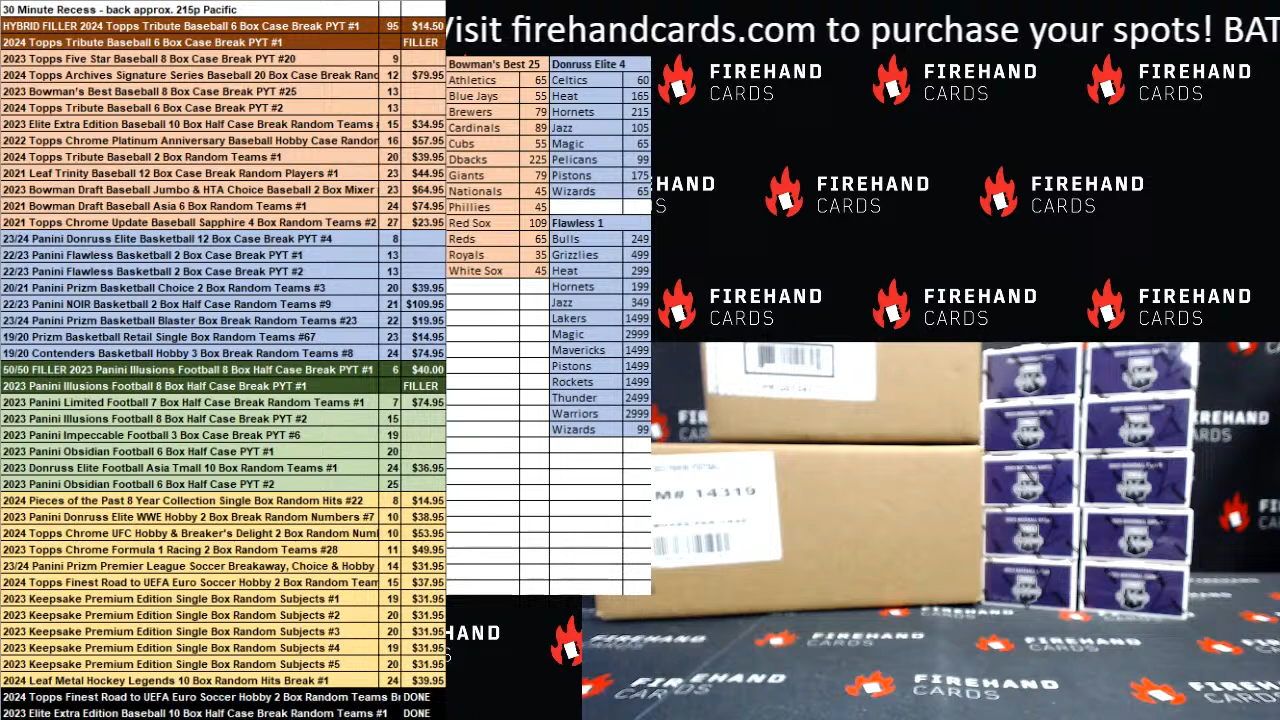 30 Minute Recess - back approx. 215p Pacific
HYBRID FILLER 2024 Topps Tribute Baseball 6 Box Case Break PYT #1 95 $14.50
2024 Topps Tribute Baseball 6 Box Case Break PYT #1 FILLER
2023 Topps Five Star Baseball 8 Box Case Break PYT #20 9
2024 Topps Archives Signature Series Baseball 20 Box Case Break Ranc 12 $79.95
2023 Bowman's Best Baseball 8 Box Case Break PYT #25 13
2024 Topps Tribute Baseball 6 Box Case Break PYT #2 13
2023 Elite Extra Edition Baseball 10 Box Half Case Break Random Teams 15 $34.95
2022 Topps Chrome Platinum Anniversary Baseball Hobby Case Randor 16 $57.95
2024 Topps Tribute Baseball 2 Box Random Teams #1 20 $39.95
2021 Leaf Trinity Baseball 12 Box Case Break Random Players #1 23 $44.95
2023 Bowman Draft Baseball Jumbo & HTA Choice Baseball 2 Box Mixer 23 $64.95
2021 Bowman Draft Baseball Asia 6 Box Random Teams #1 24 $74.95
2021 Topps Chrome Update Baseball Sapphire 4 Box Random Teams #2 27 $23.95
23/24 Panini Donruss Elite Basketball 12 Box Case Break PYT #4 8
22/23 Panini Flawless Basketball 2 Box Case Break PYT #1 13
22/23 Panini Flawless Basketball 2 Box Case Break PYT #2 13
20/21 Panini Prizm Basketball Choice 2 Box Random Teams #3 20 $39.95
22/23 Panini NOIR Basketball 2 Box Half Case Random Teams #9 21 $109.95
23/24 Panini Prizm Basketball Blaster Box Break Random Teams #23 22 $19.95
19/20 Prizm Basketball Retail Single Box Random Teams #67 23 $14.95
19/20 Contenders Basketball Hobby 3 Box Break Random Teams #8 24 $74.95
50/50 FILLER 2023 Panini Illusions Football 8 Box Half Case Break PYT #1 6 $40.00
2023 Panini Illusions Football 8 Box Half Case Break PYT #1 FILLER
2023 Panini Limited Football 7 Box Half Case Break Random Teams #1 7 $74.95
2023 Panini Illusions Football 8 Box Half Case Break PYT #2 15
2023 Panini Impeccable Football 3 Box Case Break PYT #6 19
2023 Panini Obsidian Football 6 Box Half Case PYT #1 20
2023 Donruss Elite Football Asia Tmall 10 Box Random Teams #1 24 $36.95
2023 Panini Obsidian Football 6 Box Half Case PYT #2 25
2024 Pieces of the Past 8 Year Collection Single Box Random Hits #22 8 $14.95
2023 Panini Donruss Elite WWE Hobby 2 Box Break Random Numbers #7 10 $38.95
2024 Topps Chrome UFC Hobby & Breaker's Delight 2 Box Random Numl 10 $53.95
2023 Topps Chrome Formula 1 Racing 2 Box Random Teams #28 11 $49.95
23/24 Panini Prizm Premier League Soccer Breakaway, Choice & Hobby 14 $31.95
2024 Topps Finest Road to UEFA Euro Soccer Hobby 2 Box Random Team 15 $37.95
2023 Keepsake Premium Edition Single Box Random Subjects #1 19 $31.95
2023 Keepsake Premium Edition Single Box Random Subjects #2 20 $31.95
2023 Keepsake Premium Edition Single Box Random Subjects #3 20 $31.95
2023 Keepsake Premium Edition Single Box Random Subjects #4 19 $31.95
2023 Keepsake Premium Edition Single Box Random Subjects #5 20 $31.95
2024 Leaf Metal Hockey Legends 10 Box Random Hits Break #1 24 $39.95
2024 Topps Finest Road to UEFA Euro Soccer Hobby 2 Box Random Teams B DONE
2023 Elite Extra Edition Baseball 10 Box Half Case Break Random Teams #1 DONE
Visit firehandcards.com to purchase your spots! BAT
Bowman's Best 25
Athletics 65
Blue Jays 55
Brewers 79
Cardinals 89
Cubs 55
Dbacks 225
Giants 79
Nationals 45
Phillies 45
Red Sox 109
Reds 65
Royals 35
White Sox 45
Donruss Elite 4
Celtics 60
Heat 165
Hornets 215
Jazz 105
Magic 65
Pelicans 99
Pistons 175
Wizards 65
Flawless 1
Bulls 249
Grizzlies 499
Heat 299
Hornets 199
Jazz 349
Lakers 1499
Magic 2999
Mavericks 1499
Pistons 1499
Rockets 1499
Thunder 2499
Warriors 2999
Wizards 99
FIREHAND CARDS
FIREHAND CARDS
FIREHAND CARDS
HAND
S
FIREHAND CARDS
FIREHAND CARDS
FIREHAND CARDS
FIREHAND CARDS
FIREHAND CARDS
HAND
M# 14319
FIREHAND
FIREHAND CARDS
FIREHAND
FIREHAND CARDS
FIREHAND CARDS